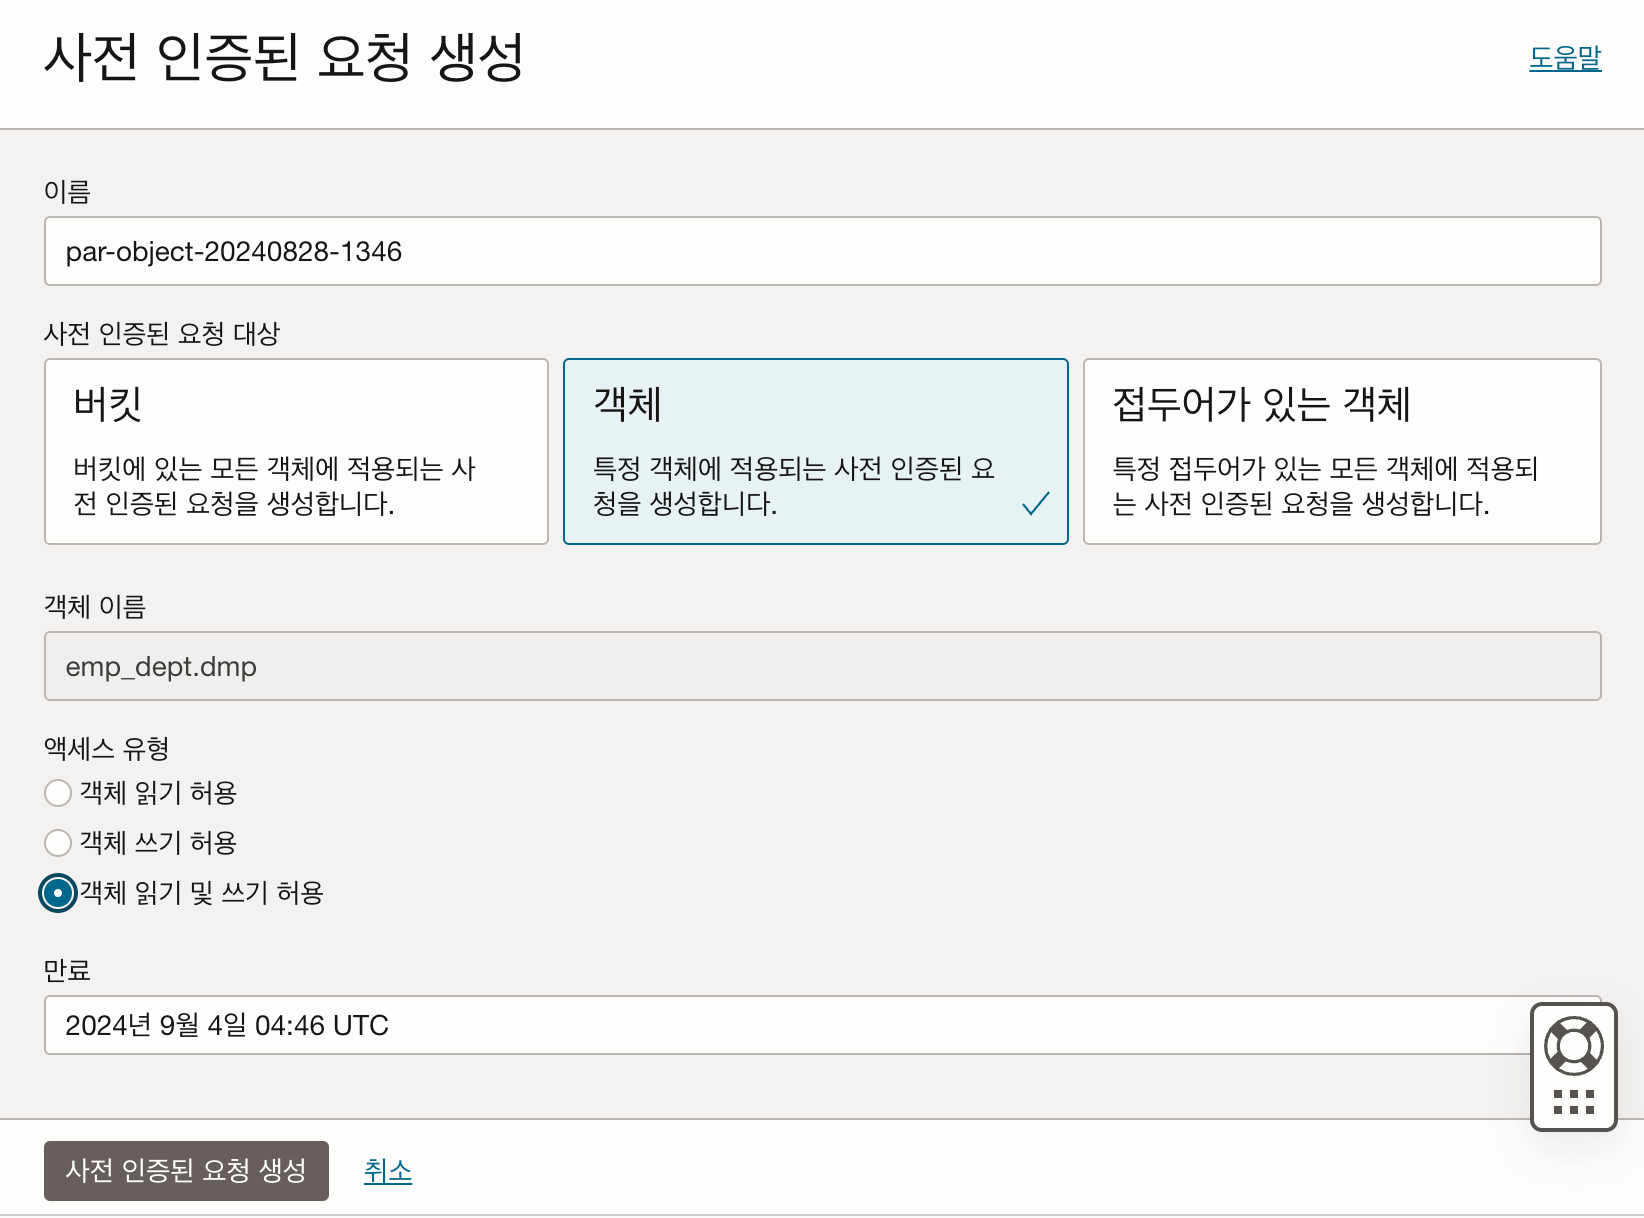 사전 인증된 요청 생성
도움말
이름
par-object-20240828-1346
사전 인증된 요청 대상
버킷
버킷에 있는 모든 객체에 적용되는 사
전 인증된 요청을 생성합니다.
객체
특정 객체에 적용되는 사전 인증된 요
청을 생성합니다.
접두어가 있는 객체
특정 접두어가 있는 모든 객체에 적용되
는 사전 인증된 요청을 생성합니다.
객체 이름
emp_dept.dmp
액세스 유형
객체 읽기 허용
객체 쓰기 허용
객체 읽기 및 쓰기 허용
만료
2024년 9월 4일 04:46 UTC
사전 인증된 요청 생성
취소